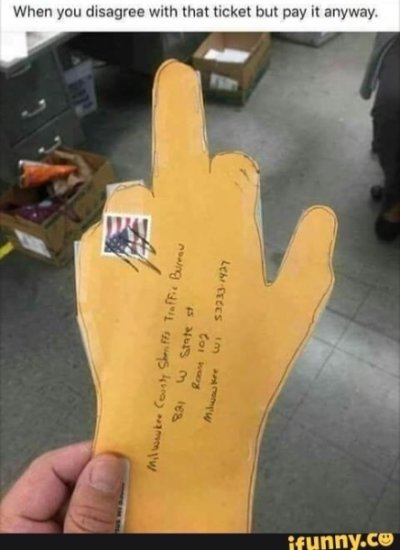 When you disagree with that ticket but pay it anyway.
Milwaukee County Sheriffs Traffic Bureau
821 W State st
Room 102
Milwaukee WI 53233-1427
ifunny.co